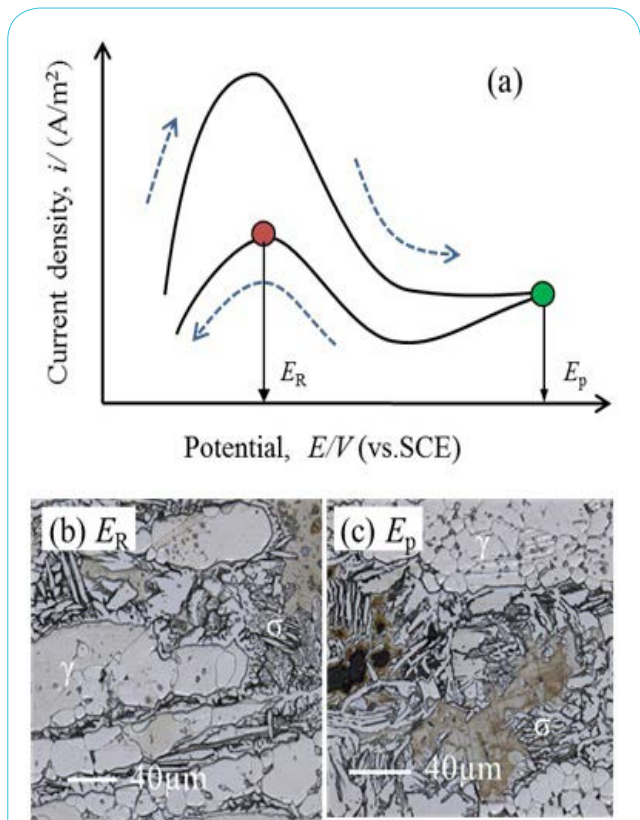 (a)
Current density, i/ (A/m²)
E_R
E_p
Potential, E/V (vs.SCE)
(b) E_R
σ
γ
40μm
(c) E_p
γ
σ
40μm